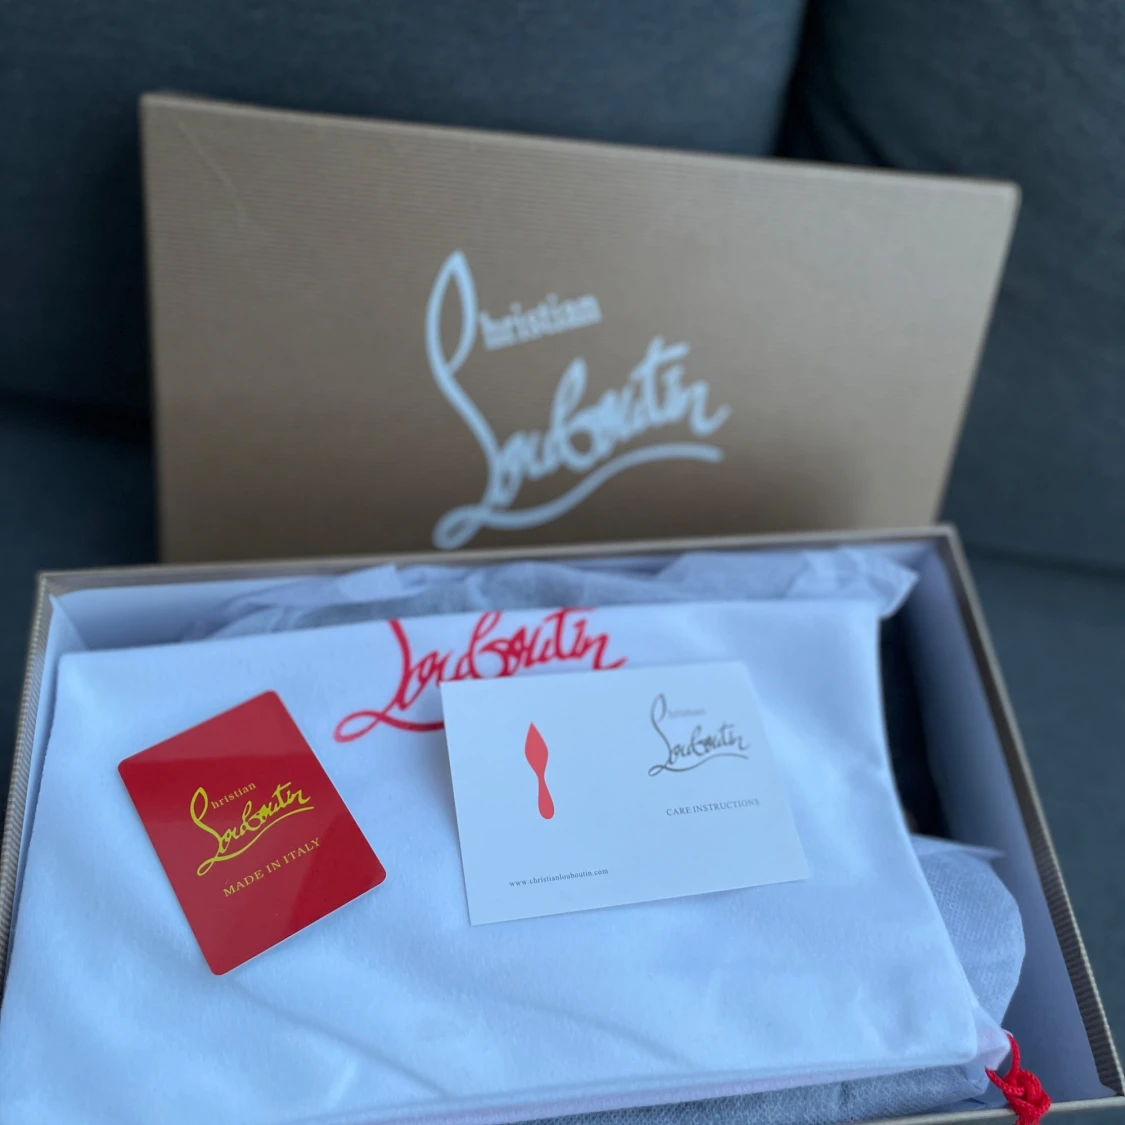 Christian
Louboutin
Louboutin
Christian
Louboutin
MADE IN ITALY
Christian
Louboutin
CARE INSTRUCTIONS
www.christianlouboutin.com